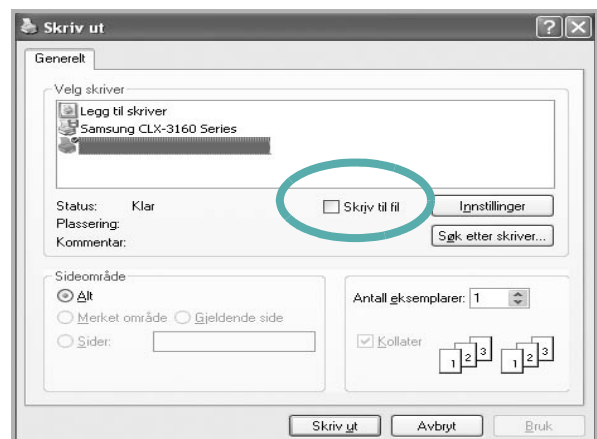 Skriv ut
Generelt
Velg skriver
Legg til skriver
Samsung CLX-3160 Series
Status: Klar
Plassering:
Kommentar:
Skriv til fil
Innstillinger
Søk etter skriver...
Sideområde
Alt
Merket område Gjeldende side
Sider:
Antall eksemplarer: 1
Kollater
1 2 3 1 2 3
Skriv ut Avbryt Bruk